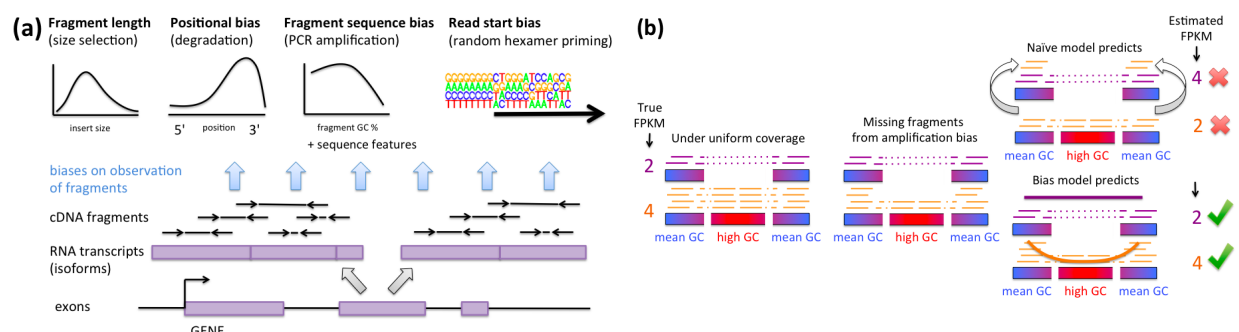 (a)
Fragment length
(size selection)
Positional bias
(degradation)
Fragment sequence bias
(PCR amplification)
Read start bias
(random hexamer priming)
insert size
5' position 3'
fragment GC %
+ sequence features
biases on observation
of fragments
cDNA fragments
RNA transcripts
(isoforms)
exons
GENE
(b)
True
FPKM
Under uniform coverage
2
4
mean GC high GC mean GC
Missing fragments
from amplification bias
mean GC high GC mean GC
Estimated
FPKM
Naïve model predicts
4
2
mean GC high GC mean GC
Bias model predicts
2
4
mean GC high GC mean GC